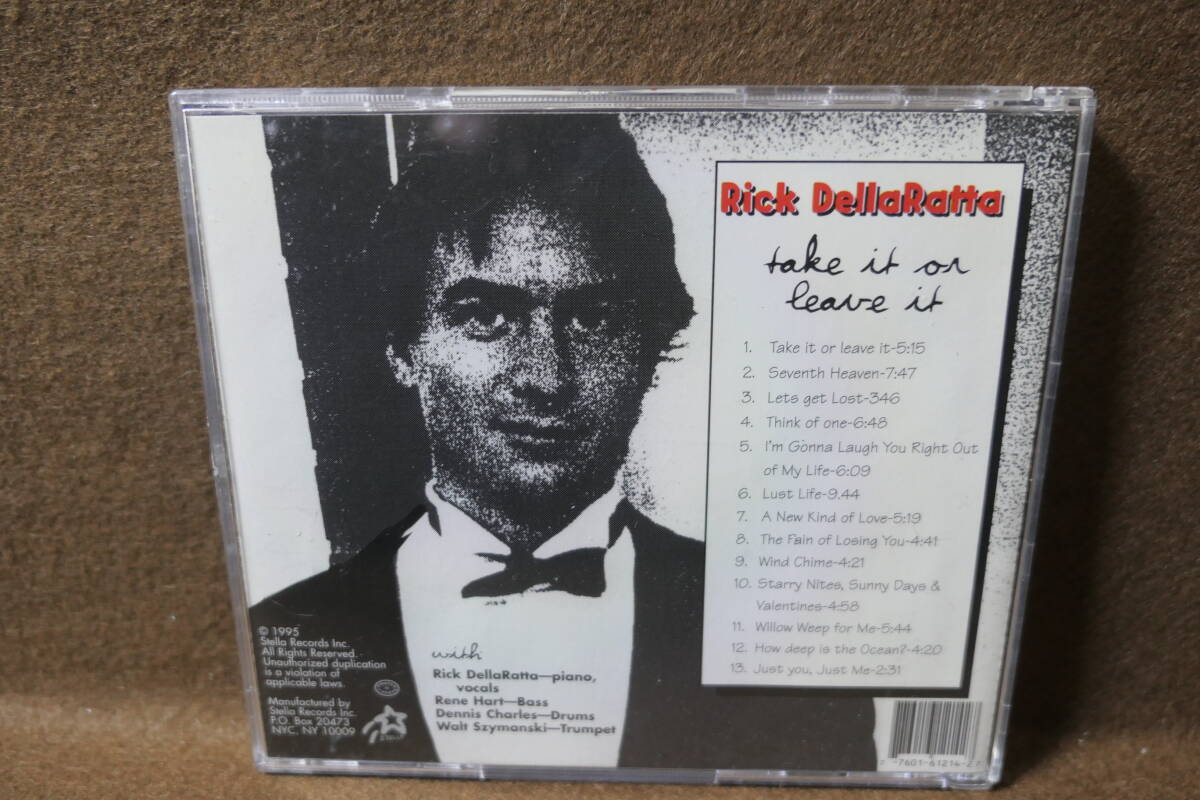 Rick DellaRatta
take it or
leave it
1. Take it or leave it-5:15
2. Seventh Heaven-7:47
3. Lets get Lost-346
4. Think of one-6:48
5. I'm Gonna Laugh You Right Out
of My Life-6:09
6. Lust Life-9.44
7. A New Kind of Love-5:19
8. The Fain of Losing You-4:41
9. Wind Chime-4:21
10. Starry Nites, Sunny Days &
Valentines-4:58
11. Willow Weep for Me-5:44
12. How deep is the Ocean?-4:20
13. Just you, Just Me-2:31
© 1995
Stella Records Inc.
All Rights Reserved.
Unauthorized duplication
is a violation of
applicable laws.
Manufactured by
Stella Records Inc.
P.O. Box 20473
NYC, NY 10009
with
Rick DellaRatta—piano,
vocals
Rene Hart—Bass
Dennis Charles—Drums
Walt Szymanski—Trumpet
7601-61214-2